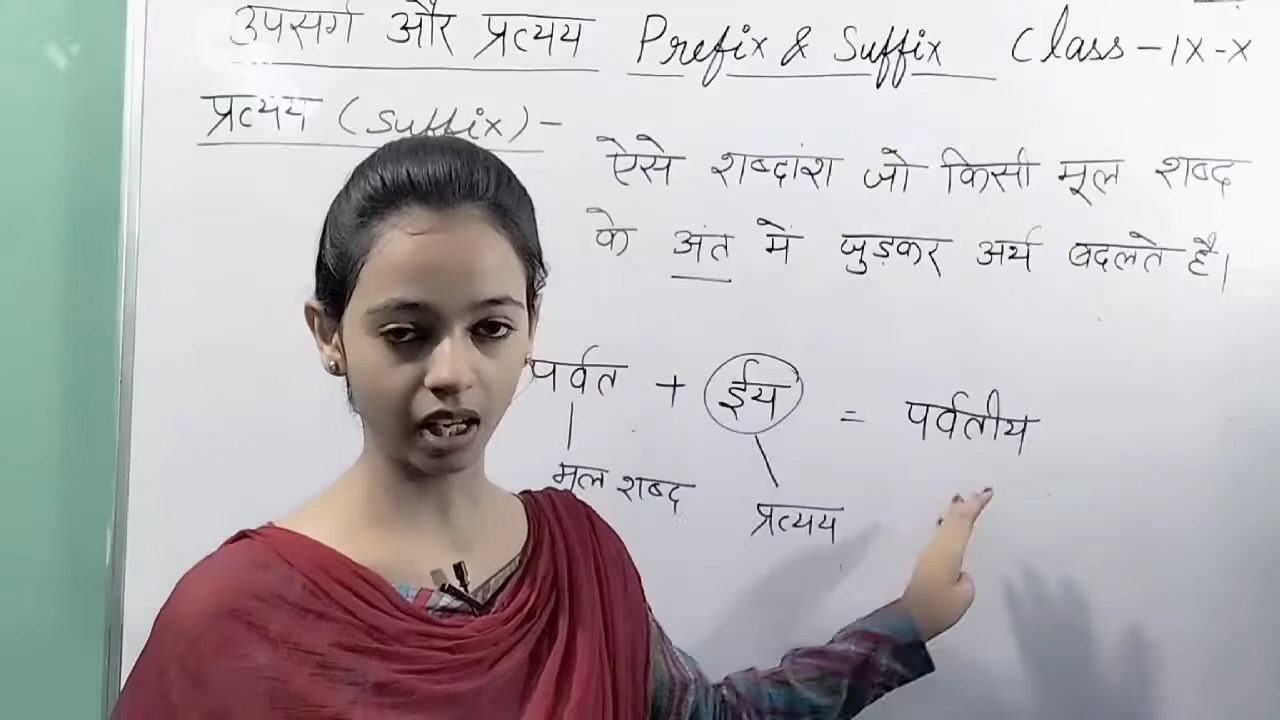 उपसर्ग और प्रत्यय Prefix & Suffix Class - IX - X
प्रत्यय (Suffix) -
ऐसे शब्दांश जो किसी मूल शब्द
के अंत में जुड़कर अर्थ बदलते है।
पर्वत + ईय = पर्वतीय
मूल शब्द
प्रत्यय